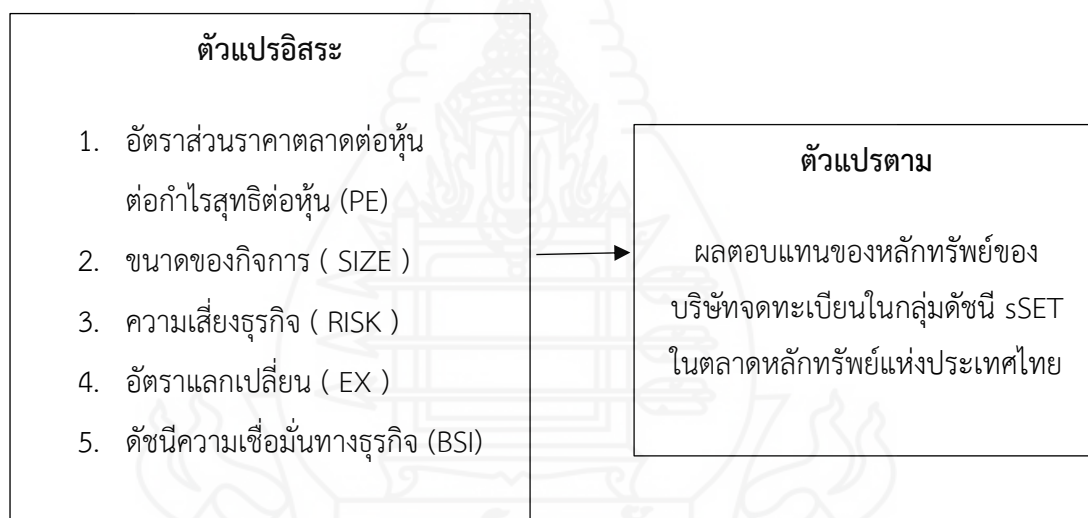 ตัวแปรอิสระ
1. อัตราส่วนราคาตลาดต่อหุ้น
ต่อกำไรสุทธิต่อหุ้น (PE)
2. ขนาดของกิจการ ( SIZE )
3. ความเสี่ยงธุรกิจ ( RISK )
4. อัตราแลกเปลี่ยน ( EX )
5. ดัชนีความเชื่อมั่นทางธุรกิจ (BSI)
ตัวแปรตาม
ผลตอบแทนของหลักทรัพย์ของ
บริษัทจดทะเบียนในกลุ่มดัชนี sSET
ในตลาดหลักทรัพย์แห่งประเทศไทย